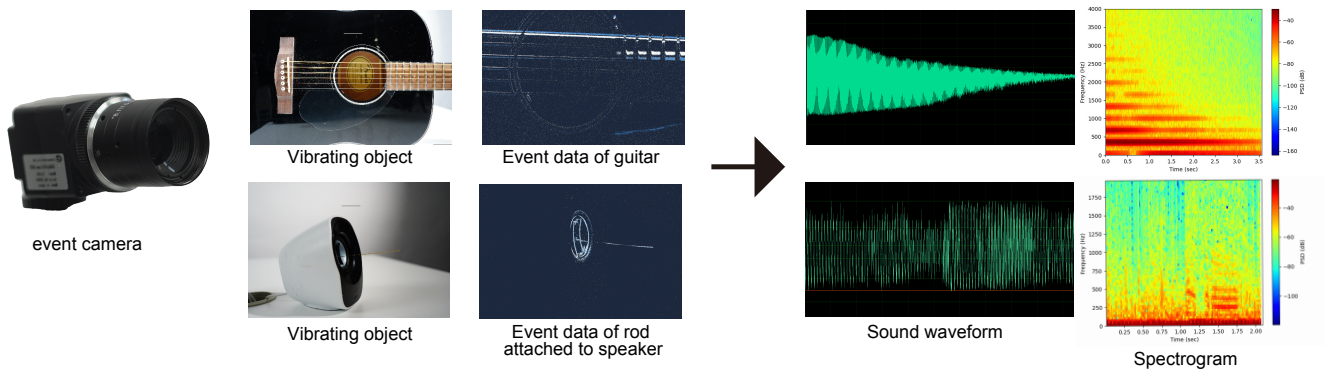 event camera
Vibrating object
Event data of guitar
Vibrating object
Event data of rod
attached to speaker
Sound waveform
4000
3500
3000
2500
2000
1500
1000
500
0
Frequency (Hz)
0.0 0.5 1.0 1.5 2.0 2.5 3.0 3.5
Time (sec)
−40
−60
−80
−100
−120
−140
−160
PSD (dB)
1750
1500
1250
1000
750
500
250
0
Frequency (Hz)
0.25 0.50 0.75 1.00 1.25 1.50 1.75 2.00
Time (sec)
−40
−60
−80
−100
PSD (dB)
Spectrogram